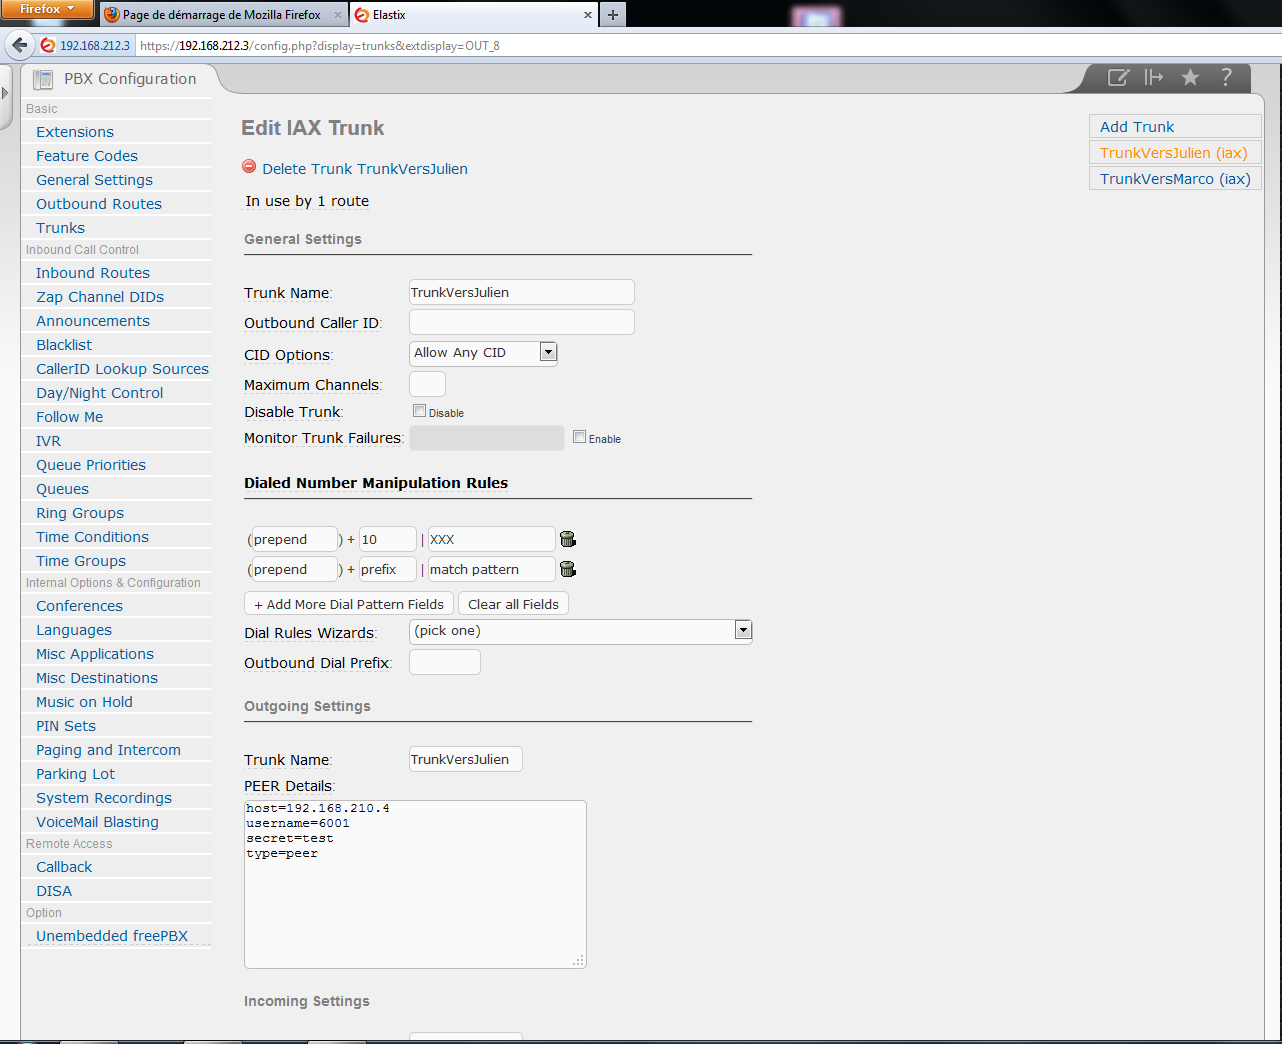 Firefox
Page de démarrage de Mozilla Firefox
Elastix
192.168.212.3
https://192.168.212.3/config.php?display=trunks&extdisplay=OUT_8
PBX Configuration
Basic
Extensions
Feature Codes
General Settings
Outbound Routes
Trunks
Inbound Call Control
Inbound Routes
Zap Channel DIDs
Announcements
Blacklist
CallerID Lookup Sources
Day/Night Control
Follow Me
IVR
Queue Priorities
Queues
Ring Groups
Time Conditions
Time Groups
Internal Options & Configuration
Conferences
Languages
Misc Applications
Misc Destinations
Music on Hold
PIN Sets
Paging and Intercom
Parking Lot
System Recordings
VoiceMail Blasting
Remote Access
Callback
DISA
Option
Unembedded freePBX
Edit IAX Trunk
Delete Trunk TrunkVersJulien
In use by 1 route
General Settings
Trunk Name: TrunkVersJulien
Outbound Caller ID:
CID Options: Allow Any CID
Maximum Channels:
Disable Trunk: Disable
Monitor Trunk Failures: Enable
Dialed Number Manipulation Rules
(prepend) + 10 | XXX
(prepend) + prefix | match pattern
+ Add More Dial Pattern Fields Clear all Fields
Dial Rules Wizards: (pick one)
Outbound Dial Prefix:
Outgoing Settings
Trunk Name: TrunkVersJulien
PEER Details:
host=192.168.210.4
username=6001
secret=test
type=peer
Incoming Settings
Add Trunk
TrunkVersJulien (iax)
TrunkVersMarco (iax)